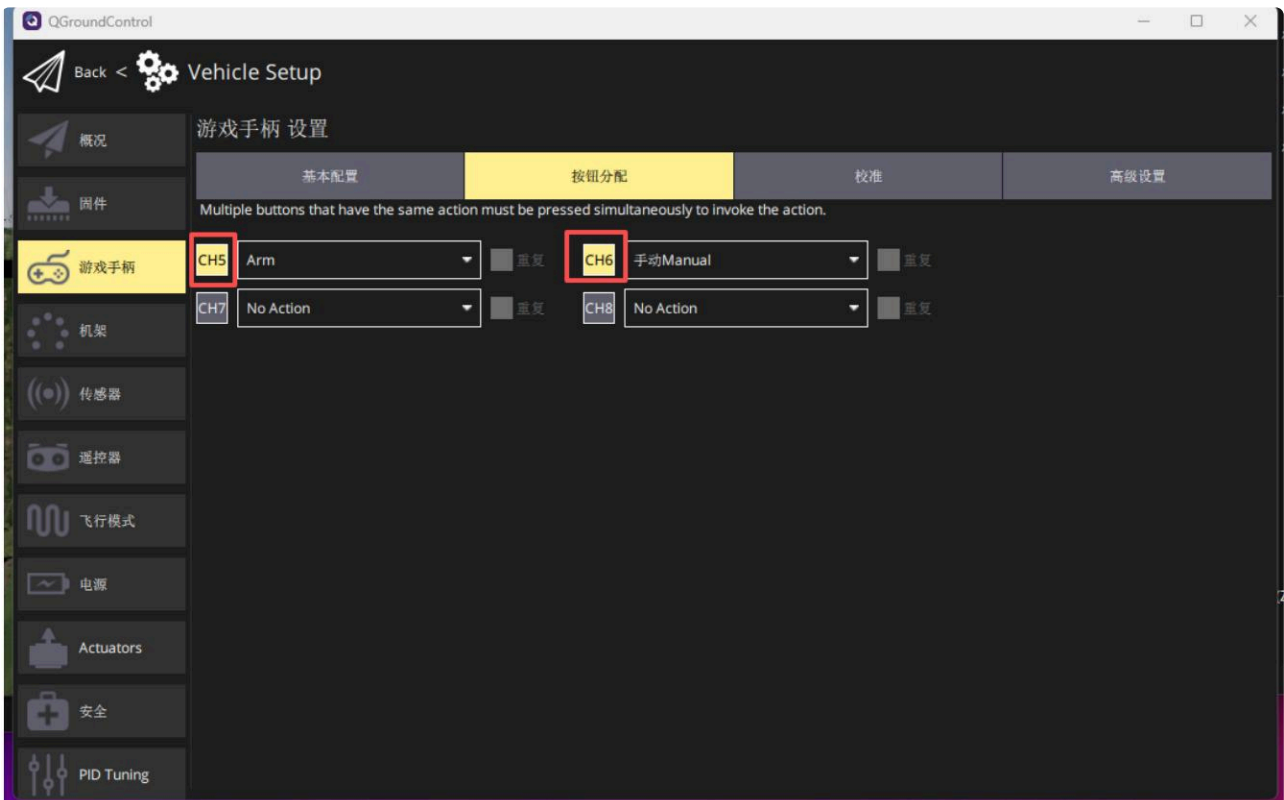 QGroundControl
Back < Vehicle Setup
游戏手柄 设置
基本配置 按钮分配 校准 高级设置
Multiple buttons that have the same action must be pressed simultaneously to invoke the action.
CH5 Arm 重复 CH6 手动Manual 重复
CH7 No Action 重复 CH8 No Action 重复
概况
固件
游戏手柄
机架
传感器
遥控器
飞行模式
电源
Actuators
安全
PID Tuning